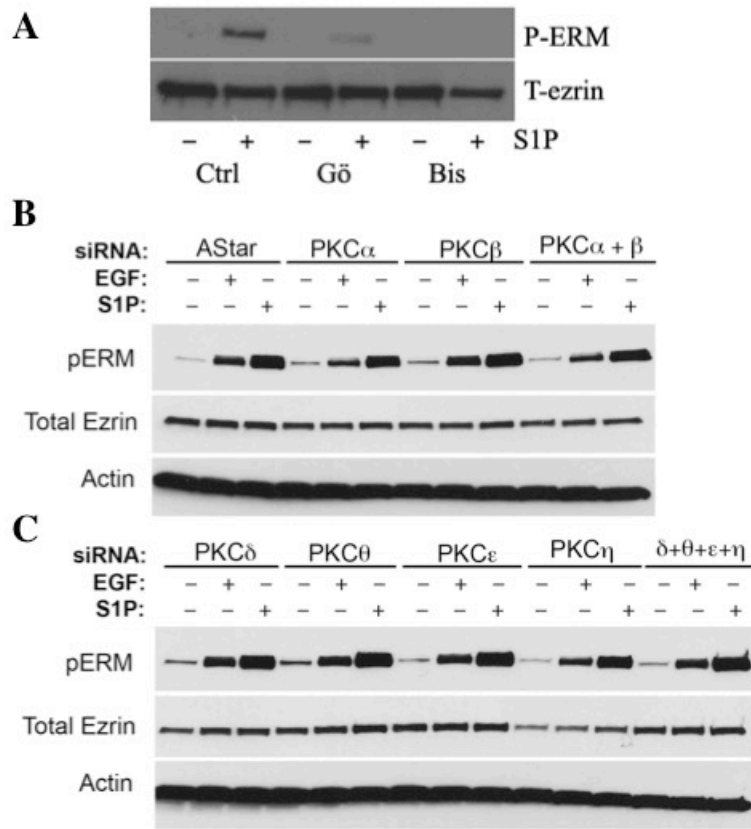 A
P-ERM
T-ezrin
– + – + – + S1P
Ctrl Gö Bis
B
siRNA: AStar PKCα PKCβ PKCα + β
EGF: – + – – + – – + – – + –
S1P: – – + – – + – – + – – +
pERM
Total Ezrin
Actin
C
siRNA: PKCδ PKCθ PKCε PKCη δ+θ+ε+η
EGF: – + – – + – – + – – + – – + –
S1P: – – + – – + – – + – – + – – +
pERM
Total Ezrin
Actin